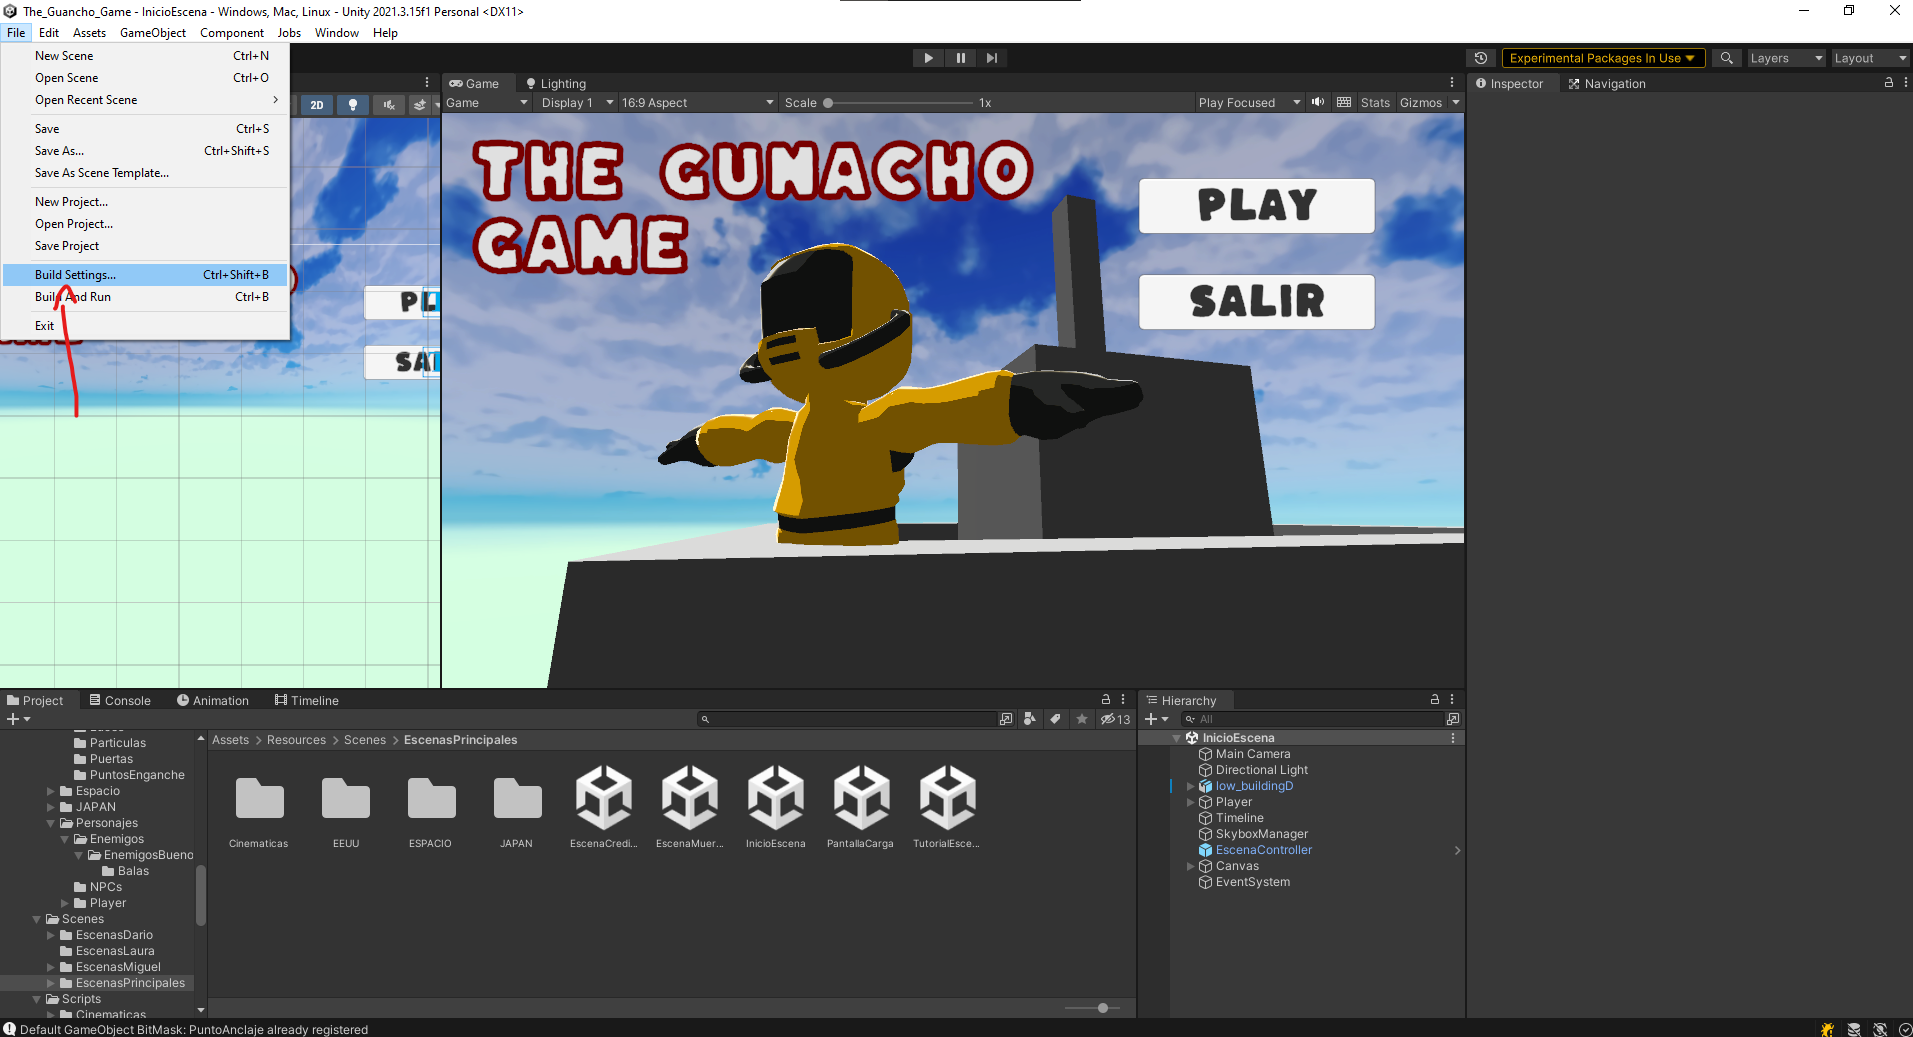 The_Guancho_Game - InicioEscena - Windows, Mac, Linux - Unity 2021.3.15f1 Personal <DX11>
File Edit Assets GameObject Component Jobs Window Help
New Scene Ctrl+N
Open Scene Ctrl+O
Open Recent Scene
Save Ctrl+S
Save As... Ctrl+Shift+S
Save As Scene Template...
New Project...
Open Project...
Save Project
Build Settings... Ctrl+Shift+B
Build And Run Ctrl+B
Exit
Experimental Packages In Use
Layers
Layout
2D
Game
Lighting
Game Display 1 16:9 Aspect Scale 1x Play Focused Stats Gizmos
THE GUNACHO
GAME
PLAY
SALIR
SA
Inspector
Navigation
Project
Console
Animation
Timeline
13
Particulas
Puertas
PuntosEnganche
Espacio
JAPAN
Personajes
Enemigos
EnemigosBueno
Balas
NPCs
Player
Scenes
EscenasDario
EscenasLaura
EscenasMiguel
EscenasPrincipales
Scripts
Cinematicas
Assets > Resources > Scenes > EscenasPrincipales
Cinematicas
EEUU
ESPACIO
JAPAN
EscenaCredi...
EscenaMuer...
InicioEscena
PantallaCarga
TutorialEsce...
Hierarchy
All
InicioEscena
Main Camera
Directional Light
low_buildingD
Player
Timeline
SkyboxManager
EscenaController
Canvas
EventSystem
Default GameObject BitMask: PuntoAnclaje already registered